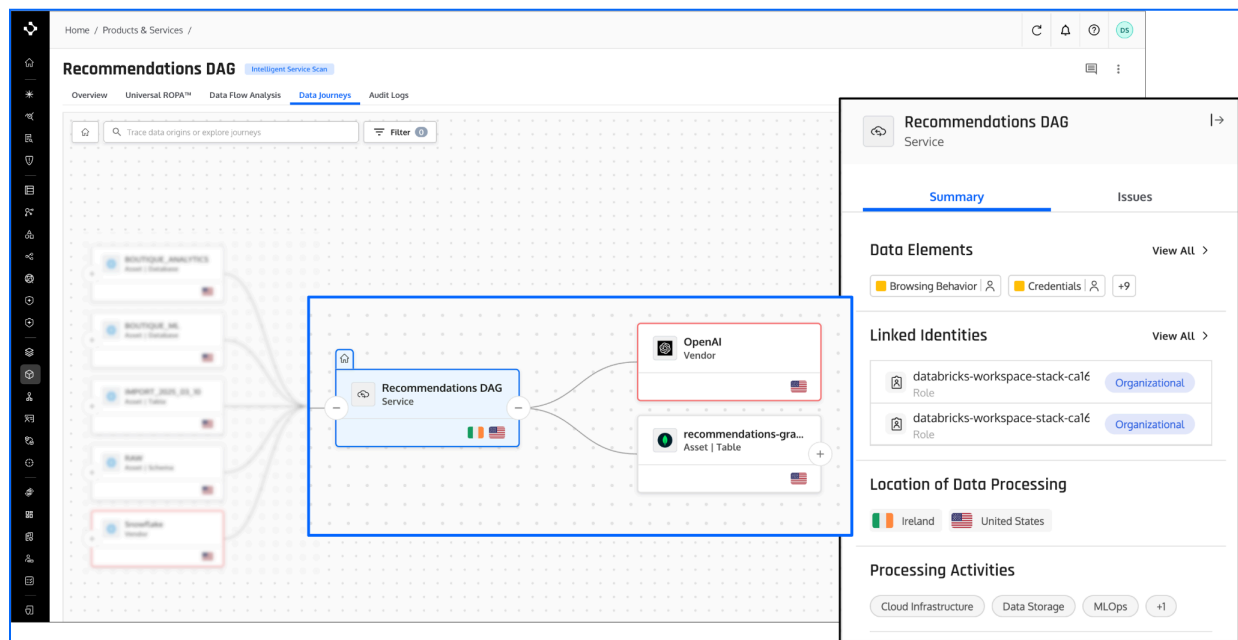 Home / Products & Services /
DS
Recommendations DAG
Intelligent Service Scan
Overview
Universal ROPA™
Data Flow Analysis
Data Journeys
Audit Logs
Trace data origins or explore journeys
Filter 0
BOUTIQUE_ANALYTICS
Asset | Database
BOUTIQUE_ML
Asset | Database
IMPORT_2025_03_10
Asset | Table
RAW
Asset | Schema
Snowflake
Vendor
Recommendations DAG
Service
OpenAI
Vendor
recommendations-gra...
Asset | Table
Recommendations DAG
Service
Summary
Issues
Data Elements
View All >
Browsing Behavior
Credentials
+9
Linked Identities
View All >
databricks-workspace-stack-ca16
Role
Organizational
databricks-workspace-stack-ca16
Role
Organizational
Location of Data Processing
Ireland
United States
Processing Activities
Cloud Infrastructure
Data Storage
MLOps
+1